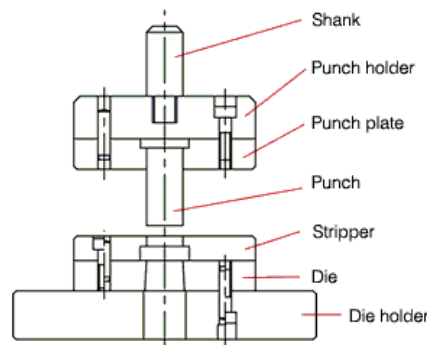 Shank
Punch holder
Punch plate
Punch
Stripper
Die
Die holder